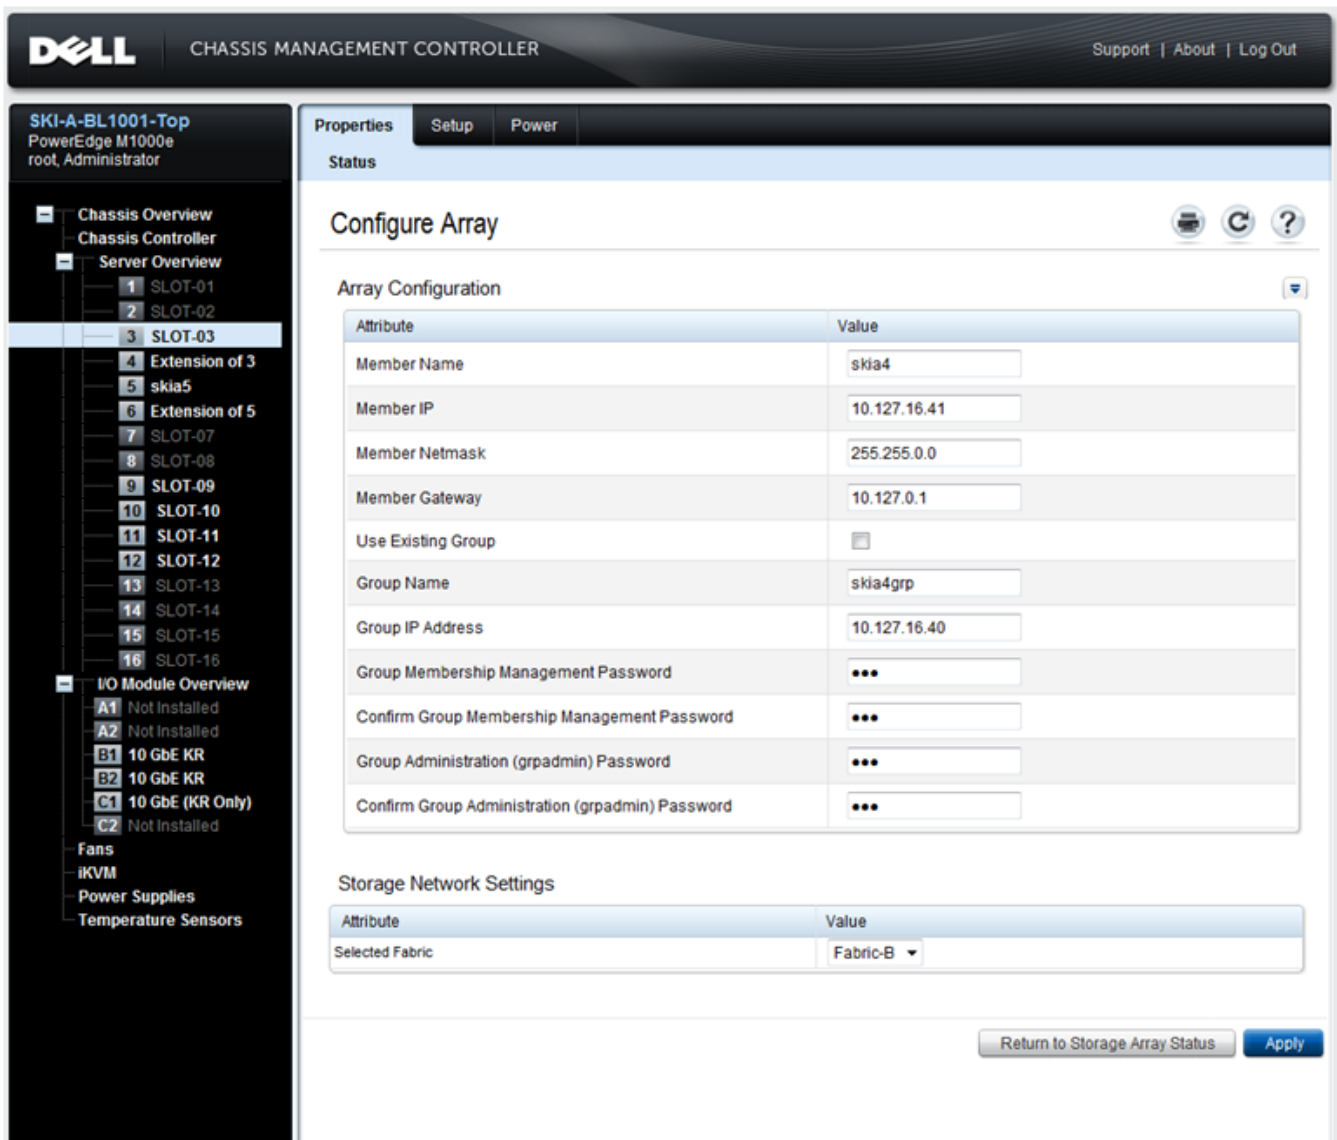 DELL
CHASSIS MANAGEMENT CONTROLLER
Support | About | Log Out
SKI-A-BL1001-Top
PowerEdge M1000e
root, Administrator
Chassis Overview
Chassis Controller
Server Overview
1 SLOT-01
2 SLOT-02
3 SLOT-03
4 Extension of 3
5 skia5
6 Extension of 5
7 SLOT-07
8 SLOT-08
9 SLOT-09
10 SLOT-10
11 SLOT-11
12 SLOT-12
13 SLOT-13
14 SLOT-14
15 SLOT-15
16 SLOT-16
I/O Module Overview
A1 Not Installed
A2 Not Installed
B1 10 GbE KR
B2 10 GbE KR
C1 10 GbE (KR Only)
C2 Not Installed
Fans
iKVM
Power Supplies
Temperature Sensors
Properties Setup Power
Status
Configure Array
?
Array Configuration
Attribute Value
Member Name skia4
Member IP 10.127.16.41
Member Netmask 255.255.0.0
Member Gateway 10.127.0.1
Use Existing Group
Group Name skia4grp
Group IP Address 10.127.16.40
Group Membership Management Password •••
Confirm Group Membership Management Password •••
Group Administration (grpadmin) Password •••
Confirm Group Administration (grpadmin) Password •••
Storage Network Settings
Attribute Value
Selected Fabric Fabric-B
Return to Storage Array Status Apply